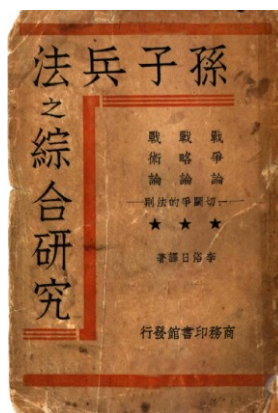 孫子兵法
之綜合研究
戰爭論
戰略論
戰術論
一切鬭爭的法則
★★★
李浴日譯著
商務印書館發行